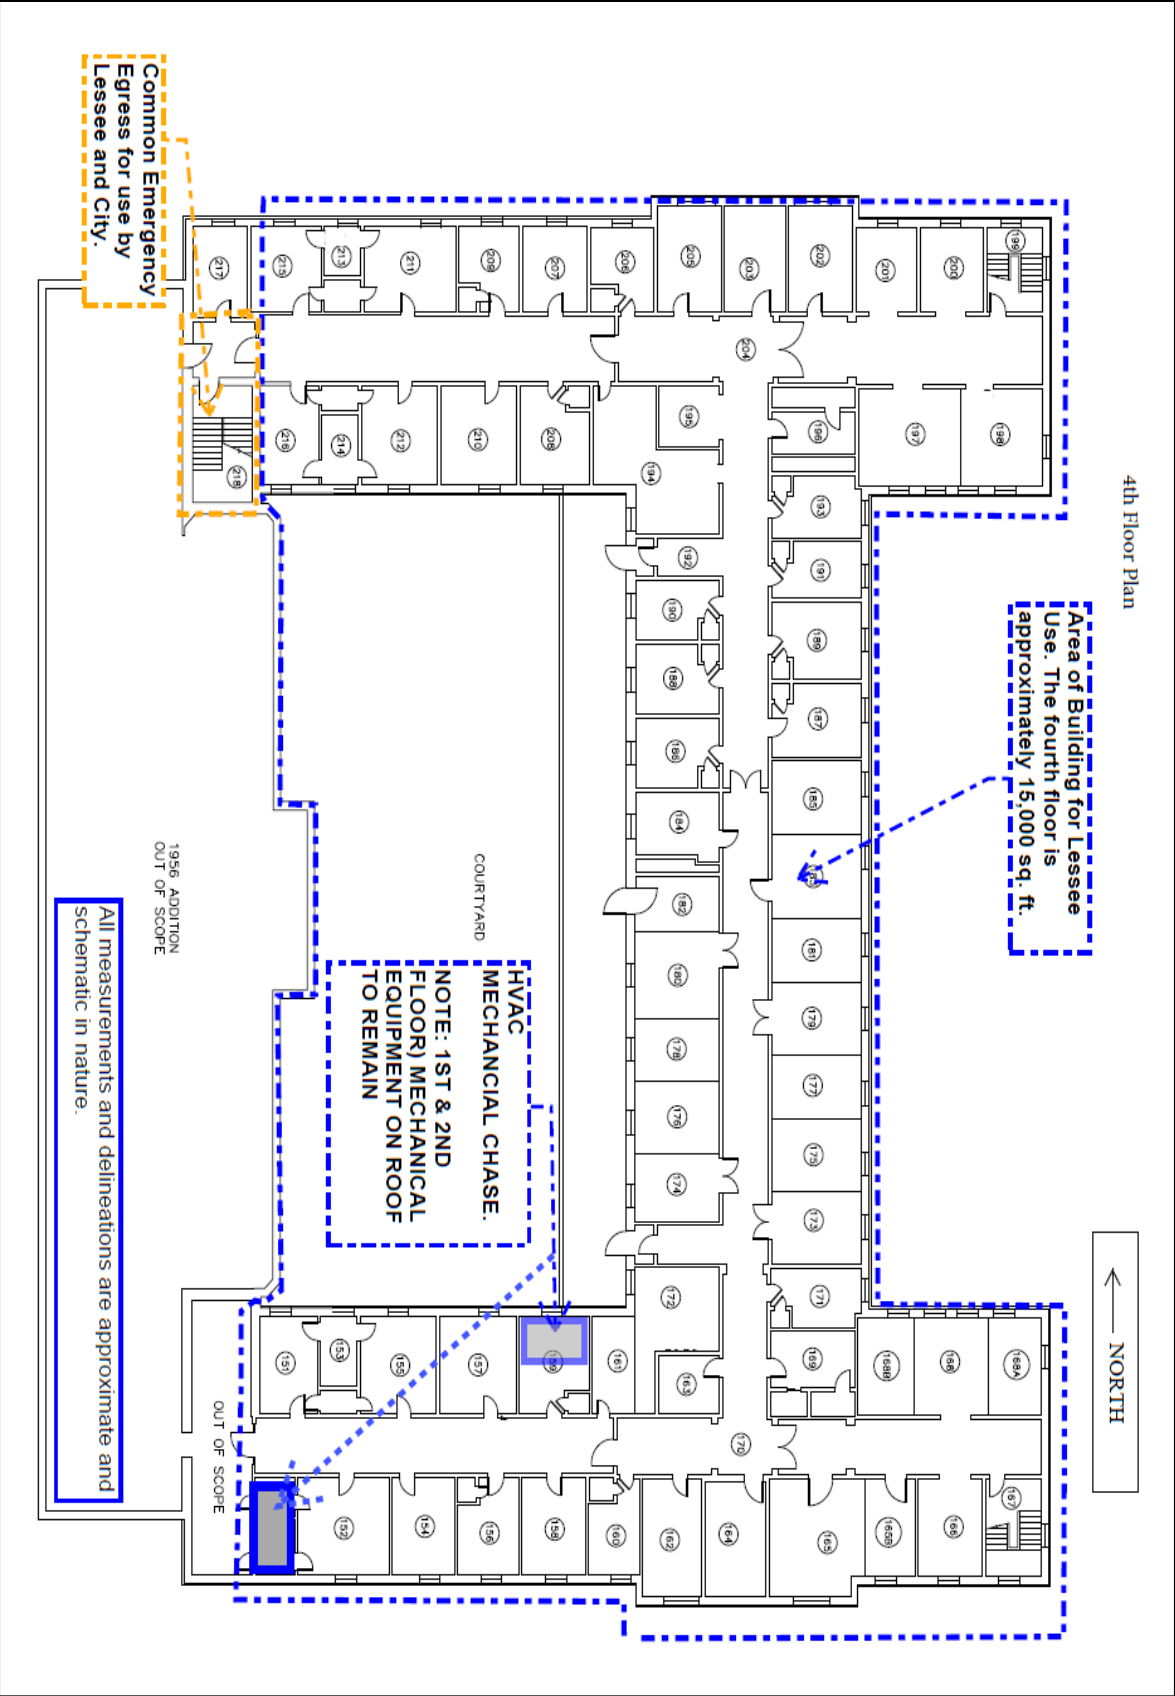 4th Floor Plan
NORTH
Area of Building for Lessee
Use. The fourth floor is
approximately 15,000 sq. ft.
199
198
168A
167
200
168
166
201
197
168B
165B
202
196
193
191
189
187
185
183
181
179
177
175
173
171
169
165
203
204
170
164
205
195
194
192
190
188
186
184
182
180
178
176
174
172
163
162
206
161
160
207
208
159
158
209
210
157
156
211
212
155
154
213
214
153
152
215
216
151
217
218
HVAC
MECHANCIAL CHASE.
NOTE: 1ST & 2ND
FLOOR) MECHANICAL
EQUIPMENT ON ROOF
TO REMAIN
COURTYARD
OUT OF SCOPE
1956 ADDITION
OUT OF SCOPE
Common Emergency
Egress for use by
Lessee and City.
All measurements and delineations are approximate and
schematic in nature.